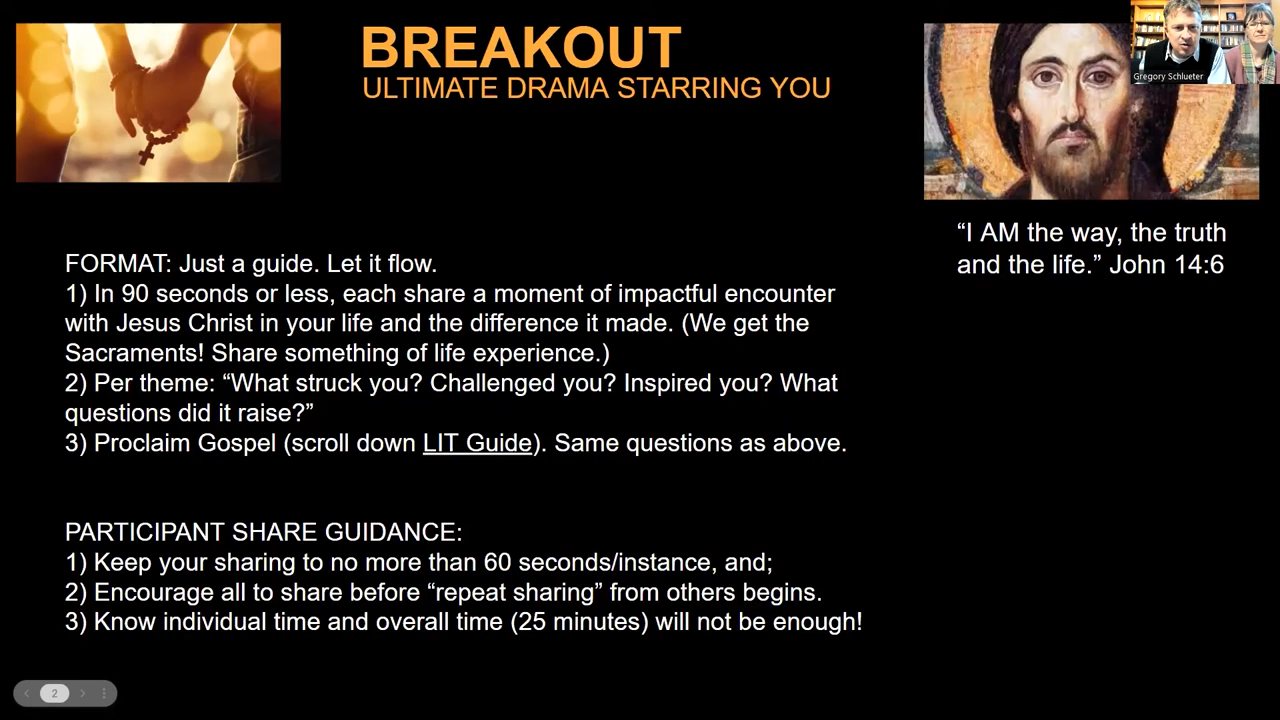 BREAKOUT
ULTIMATE DRAMA STARRING YOU
Gregory Schlueter
“I AM the way, the truth
and the life.” John 14:6
FORMAT: Just a guide. Let it flow.
1) In 90 seconds or less, each share a moment of impactful encounter
with Jesus Christ in your life and the difference it made. (We get the
Sacraments! Share something of life experience.)
2) Per theme: “What struck you? Challenged you? Inspired you? What
questions did it raise?”
3) Proclaim Gospel (scroll down LIT Guide). Same questions as above.
PARTICIPANT SHARE GUIDANCE:
1) Keep your sharing to no more than 60 seconds/instance, and;
2) Encourage all to share before “repeat sharing” from others begins.
3) Know individual time and overall time (25 minutes) will not be enough!
2